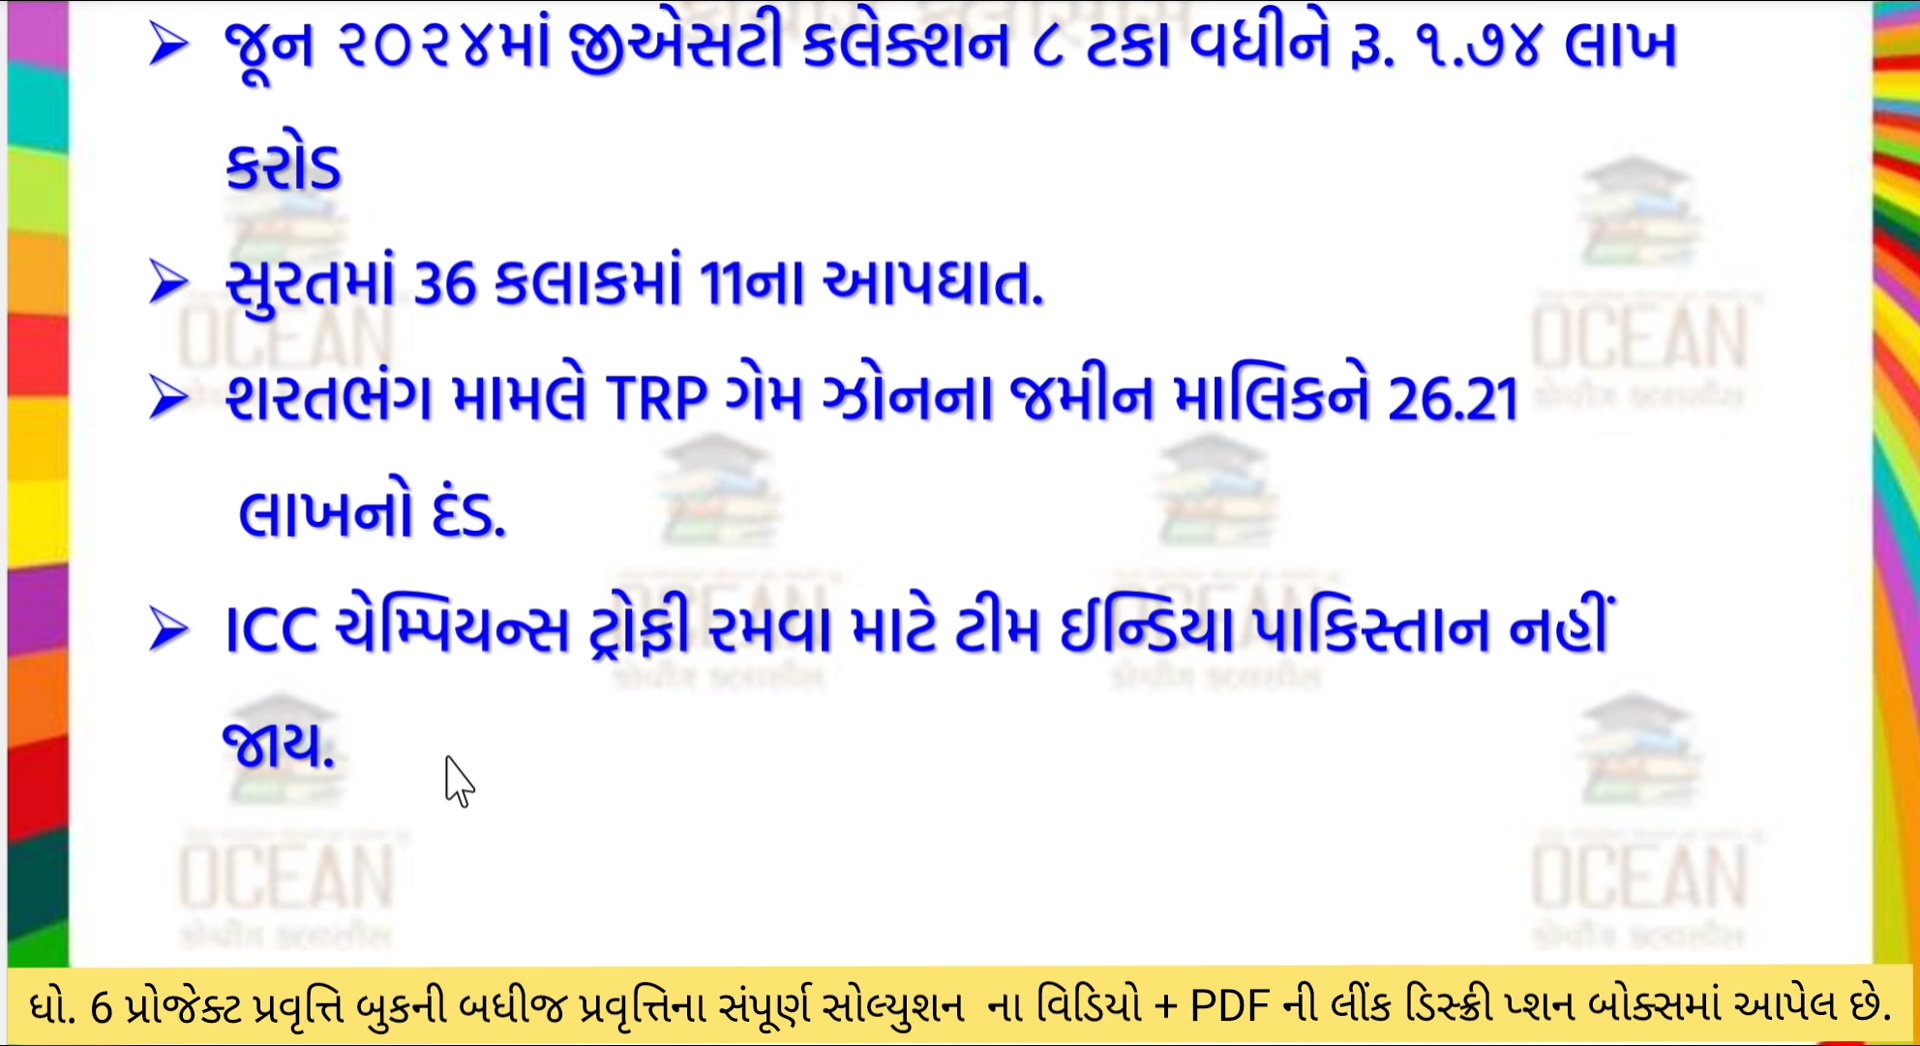 ➢ જૂન ૨૦૨૪માં જીએસટી કલેક્શન ૮ ટકા વધીને રૂ. ૧.૭૪ લાખ
કરોડ
➢ સુરતમાં 36 કલાકમાં 11ના આપઘાત.
OCEAN
OCEAN
➢ શરતભંગ મામલે TRP ગેમ ઝોનના જમીન માલિકને 26.21
કોચીંગ ક્લાસીસ
લાખનો દંડ.
➢ ICC ચેમ્પિયન્સ ટ્રોફી રમવા માટે ટીમ ઈન્ડિયા પાકિસ્તાન નહીં
કોચીંગ ક્લાસીસ
કોચીંગ ક્લાસીસ
જાય.
OCEAN
OCEAN
કોચીંગ ક્લાસીસ
કોચીંગ ક્લાસીસ
ધો. 6 પ્રોજેક્ટ પ્રવૃત્તિ બુકની બધીજ પ્રવૃત્તિના સંપૂર્ણ સોલ્યુશન ના વિડિયો + PDF ની લીંક ડિસ્ક્રી પ્શન બોક્સમાં આપેલ છે.